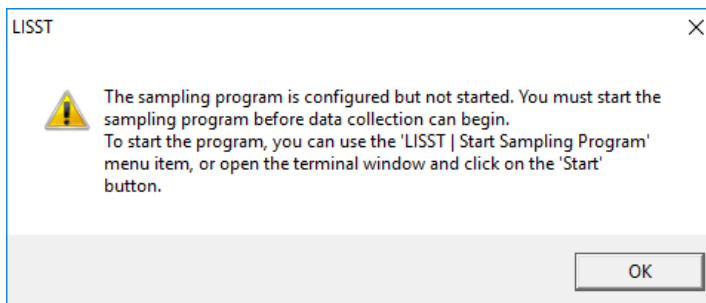 LISST
The sampling program is configured but not started. You must start the
sampling program before data collection can begin.
To start the program, you can use the 'LISST | Start Sampling Program'
menu item, or open the terminal window and click on the 'Start'
button.
OK